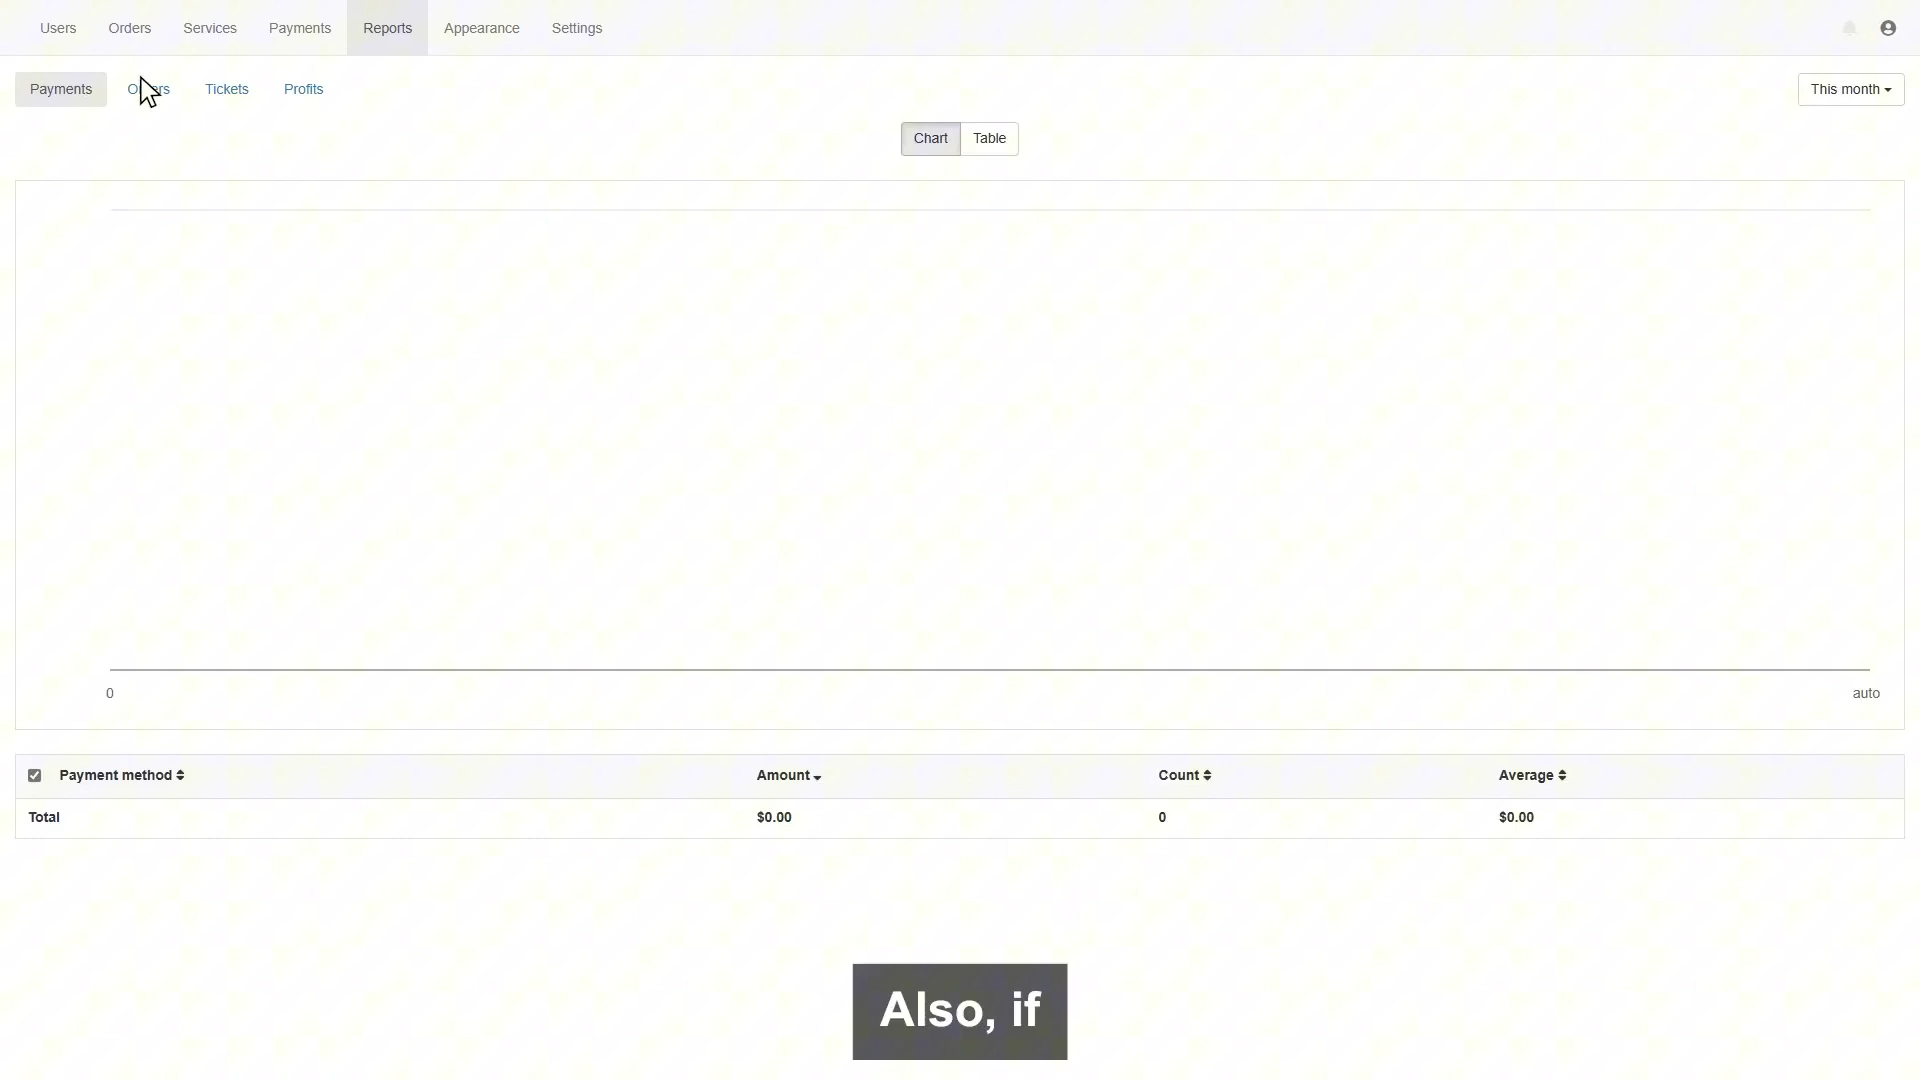 Users Orders Services Payments Reports Appearance Settings
Payments Orders Tickets Profits This month
Chart Table
0 auto
Payment method Amount Count Average
Total $0.00 0 $0.00
Also, if